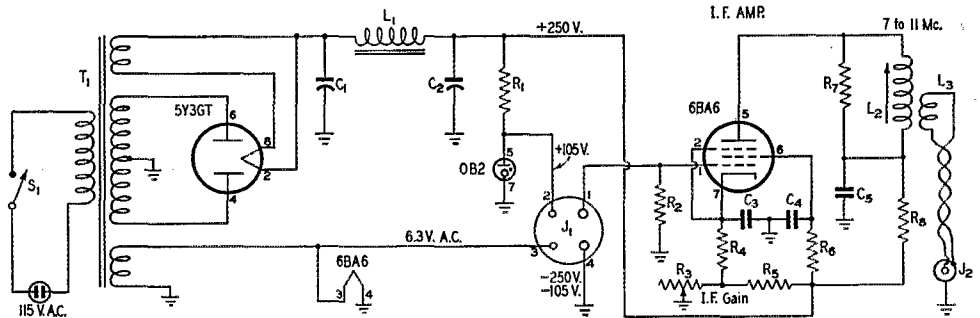 I.F. AMP.
7 to 11 Mc.
L1
+250 V.
T1
5Y3GT
6
8
2
4
C1
C2
R1
5
OB2
7
+105V.
6BA6
5
2
1
6
7
R7
L2
L3
S1
2
1
J1
3
4
R2
C3
C4
C5
R4
R6
R8
6.3 V. A.C.
6BA6
3
4
-250V.
-105 V.
R3
R5
I.F. Gain
J2
115 V. A.C.